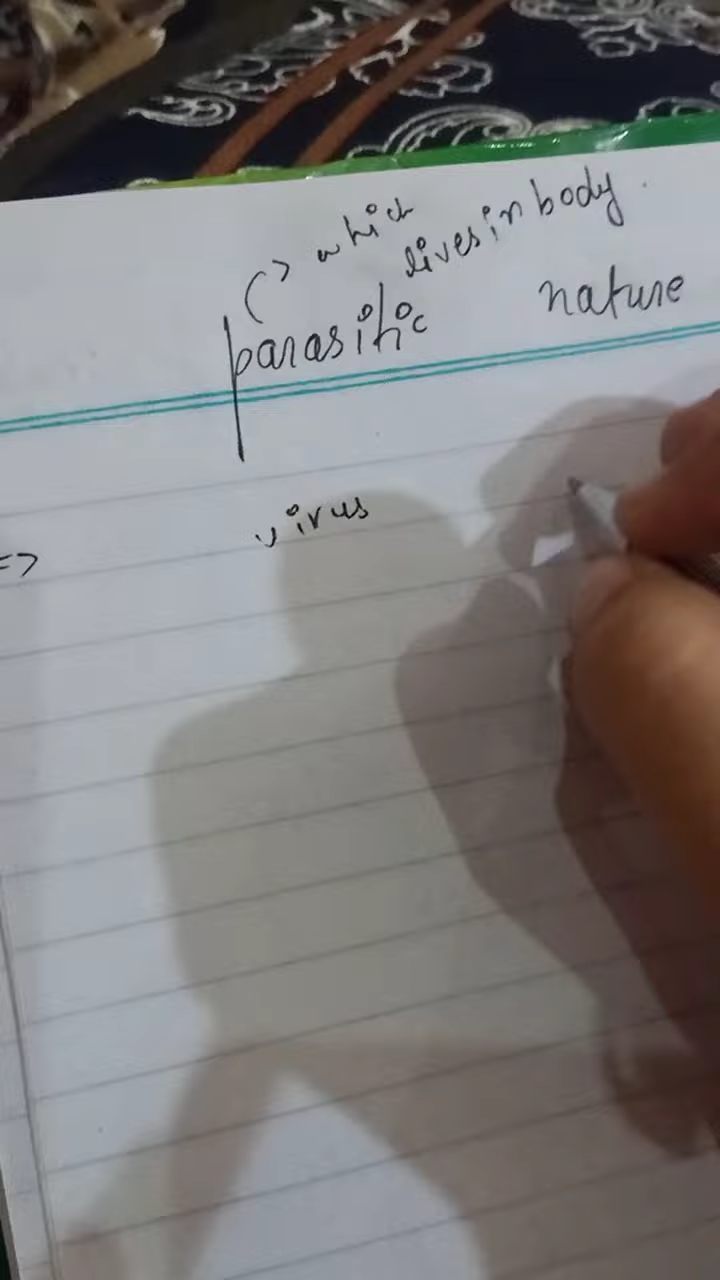 which
lives in body.
parasitic nature
=> virus